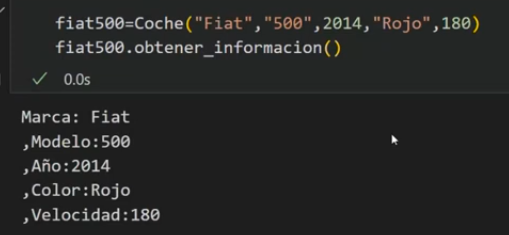 fiat500=Coche("Fiat","500",2014,"Rojo",180)
fiat500.obtener_informacion()
0.0s
Marca: Fiat
,Modelo:500
,Año:2014
,Color:Rojo
,Velocidad:180